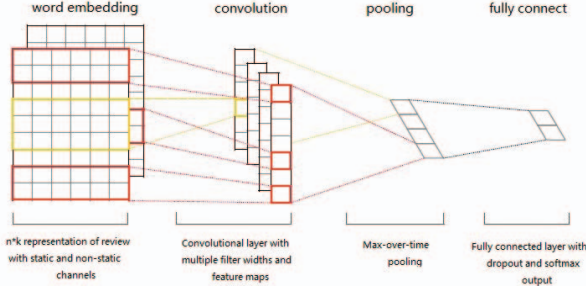 word embedding
convolution
pooling
fully connect
n*k representation of review
with static and non-static
channels
Convolutional layer with
multiple filter widths and
feature maps
Max-over-time
pooling
Fully connected layer with
dropout and softmax
output